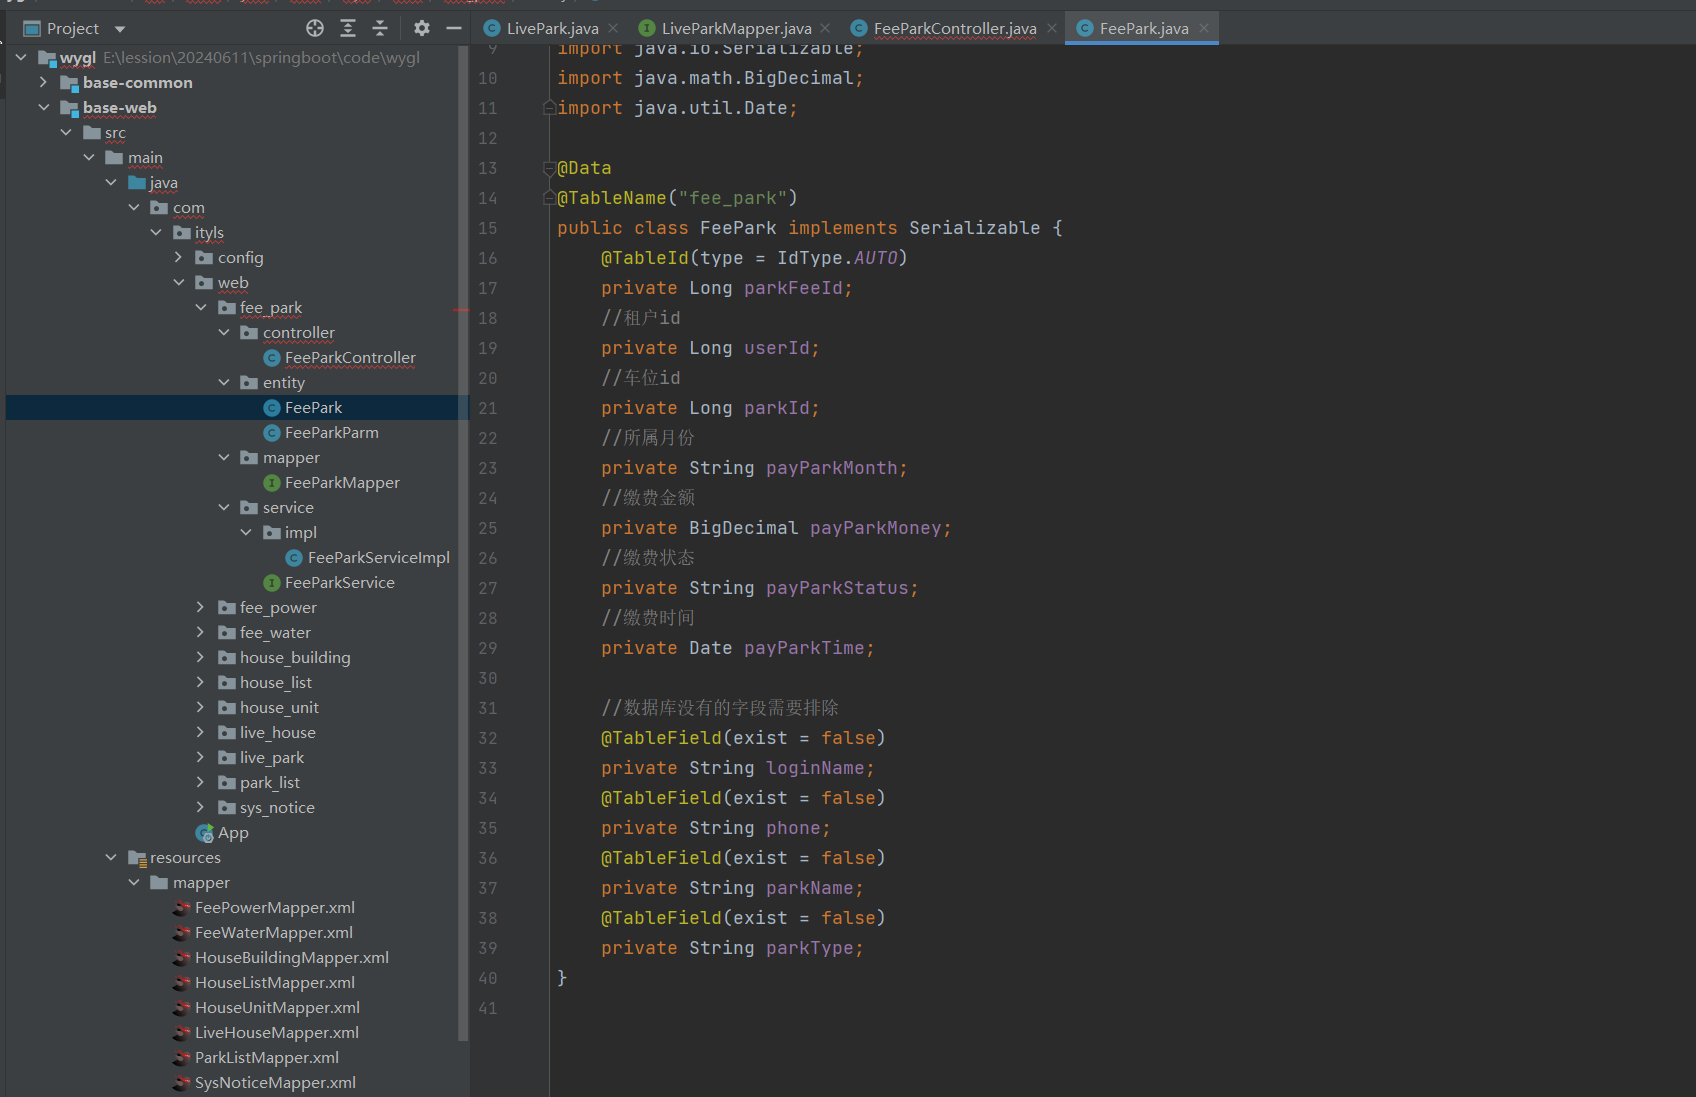 Project
LivePark.java
LiveParkMapper.java
FeeParkController.java
FeePark.java
wygl E:\lession\20240611\springboot\code\wygl
base-common
base-web
src
main
java
com
ityls
config
web
fee_park
controller
FeeParkController
entity
FeePark
FeeParkParm
mapper
FeeParkMapper
service
impl
FeeParkServiceImpl
FeeParkService
fee_power
fee_water
house_building
house_list
house_unit
live_house
live_park
park_list
sys_notice
App
resources
mapper
FeePowerMapper.xml
FeeWaterMapper.xml
HouseBuildingMapper.xml
HouseListMapper.xml
HouseUnitMapper.xml
LiveHouseMapper.xml
ParkListMapper.xml
SysNoticeMapper.xml
9 import java.io.Serializable;
10 import java.math.BigDecimal;
11 import java.util.Date;
12
13 @Data
14 @TableName("fee_park")
15 public class FeePark implements Serializable {
16 @TableId(type = IdType.AUTO)
17 private Long parkFeeId;
18 //租户id
19 private Long userId;
20 //车位id
21 private Long parkId;
22 //所属月份
23 private String payParkMonth;
24 //缴费金额
25 private BigDecimal payParkMoney;
26 //缴费状态
27 private String payParkStatus;
28 //缴费时间
29 private Date payParkTime;
30
31 //数据库没有的字段需要排除
32 @TableField(exist = false)
33 private String loginName;
34 @TableField(exist = false)
35 private String phone;
36 @TableField(exist = false)
37 private String parkName;
38 @TableField(exist = false)
39 private String parkType;
40 }
41